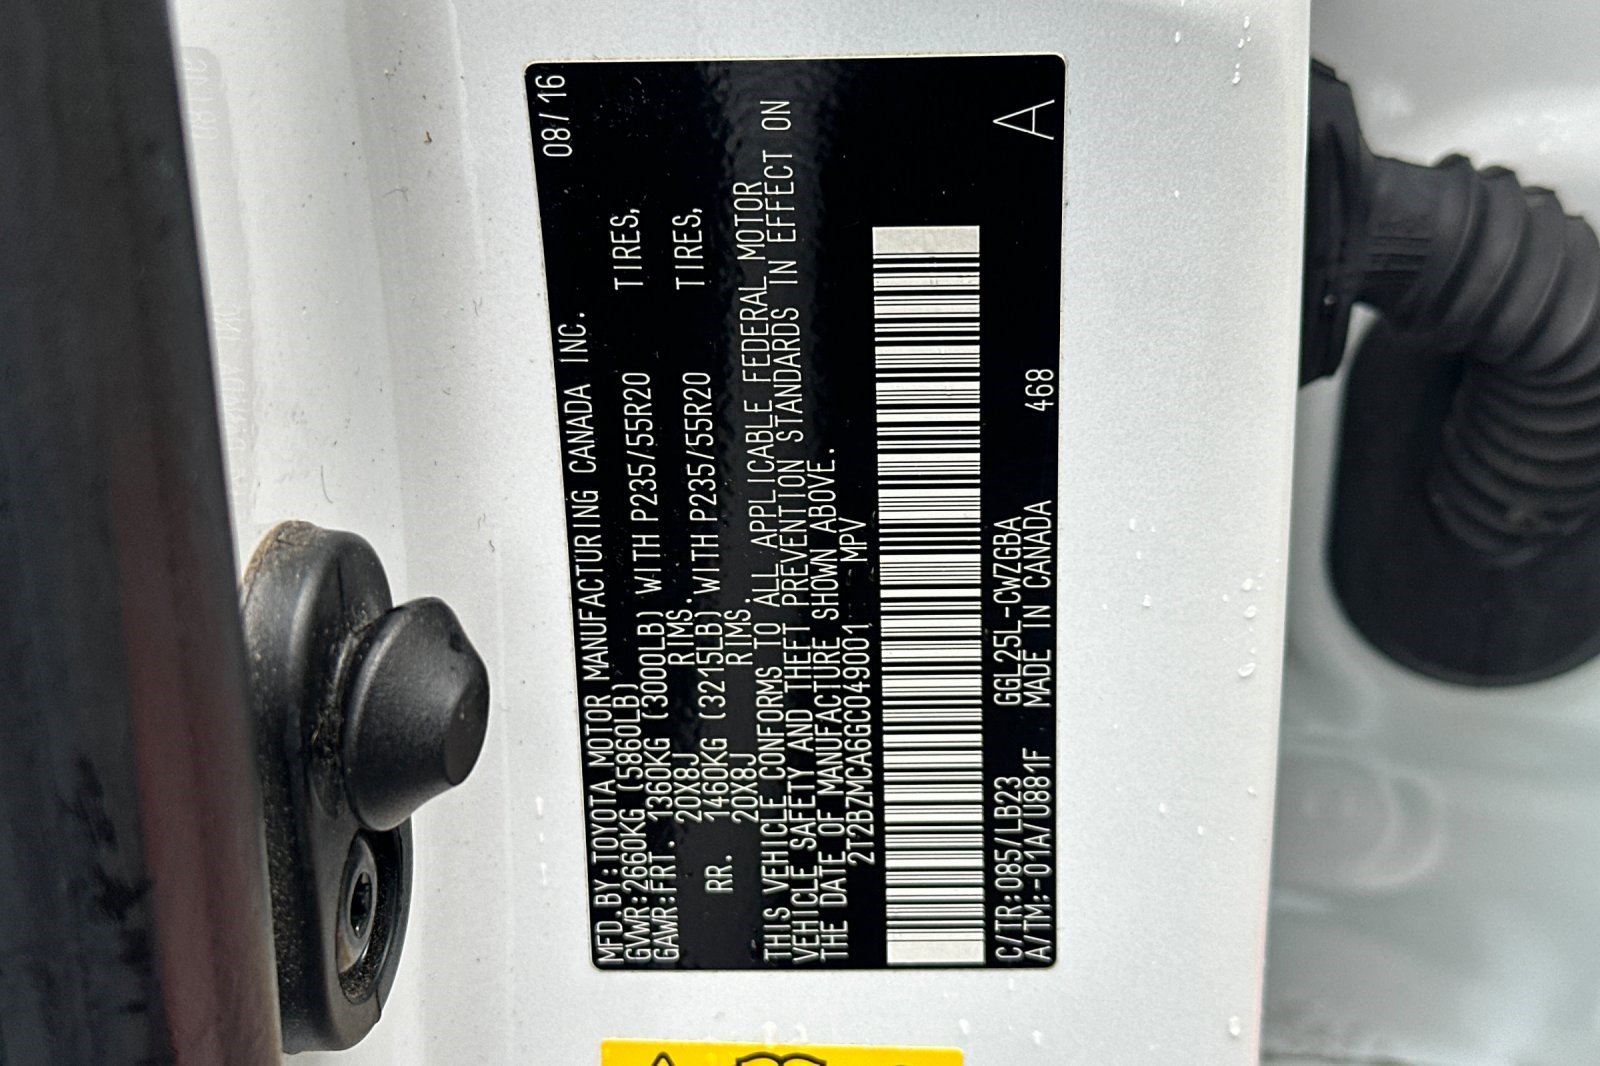 MFD.BY:TOYOTA MOTOR MANUFACTURING CANADA INC. 08/16
GVWR:2660KG (5860LB)
GAWR:FRT. 1360KG (3000LB) WITH P235/55R20 TIRES,
20X8J RIMS.
RR. 1460KG (3215LB) WITH P235/55R20 TIRES,
20X8J RIMS.
THIS VEHICLE CONFORMS TO ALL APPLICABLE FEDERAL MOTOR
VEHICLE SAFETY AND THEFT PREVENTION STANDARDS IN EFFECT ON
THE DATE OF MANUFACTURE SHOWN ABOVE.
2T2BZMCA6GC049001 MPV
A
C/TR:085/LB23 GGL25L-CWZGBA
A/TM:-01A/U881F MADE IN CANADA 468